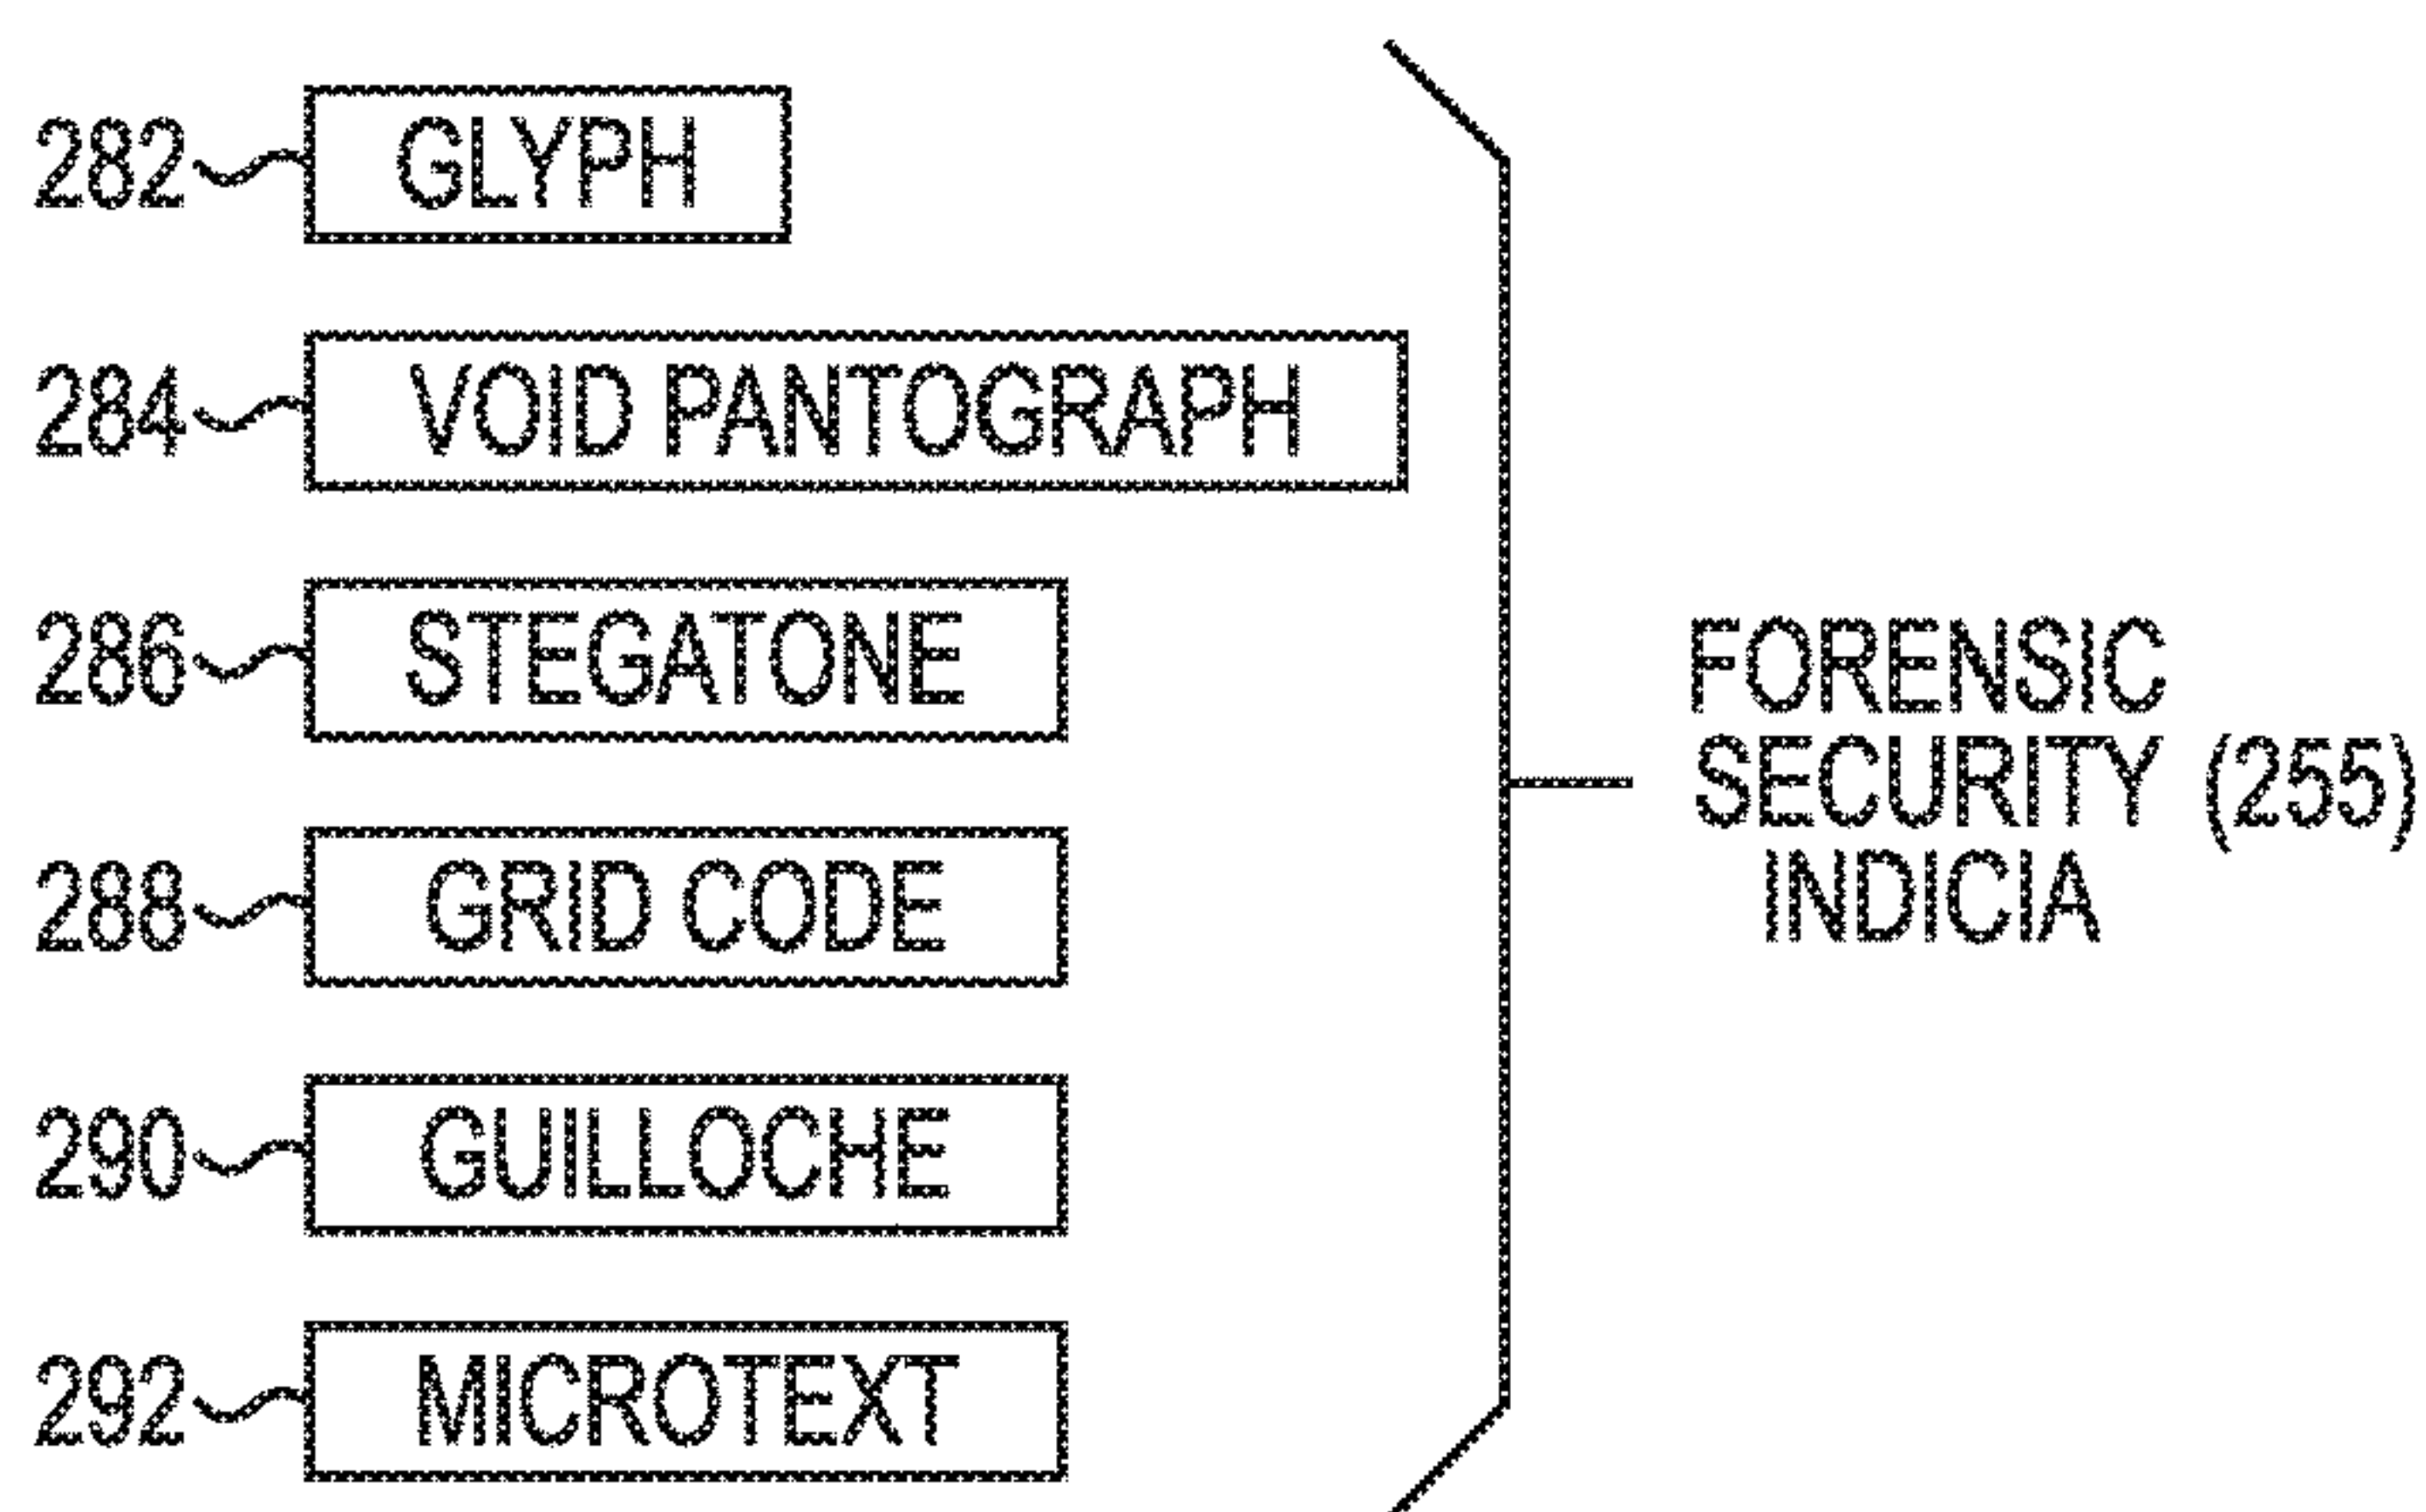 282 GLYPH
284 VOID PANTOGRAPH
286 STEGATONE
288 GRID CODE
290 GUILLOCHE
292 MICROTEXT
FORENSIC
SECURITY (255)
INDICIA